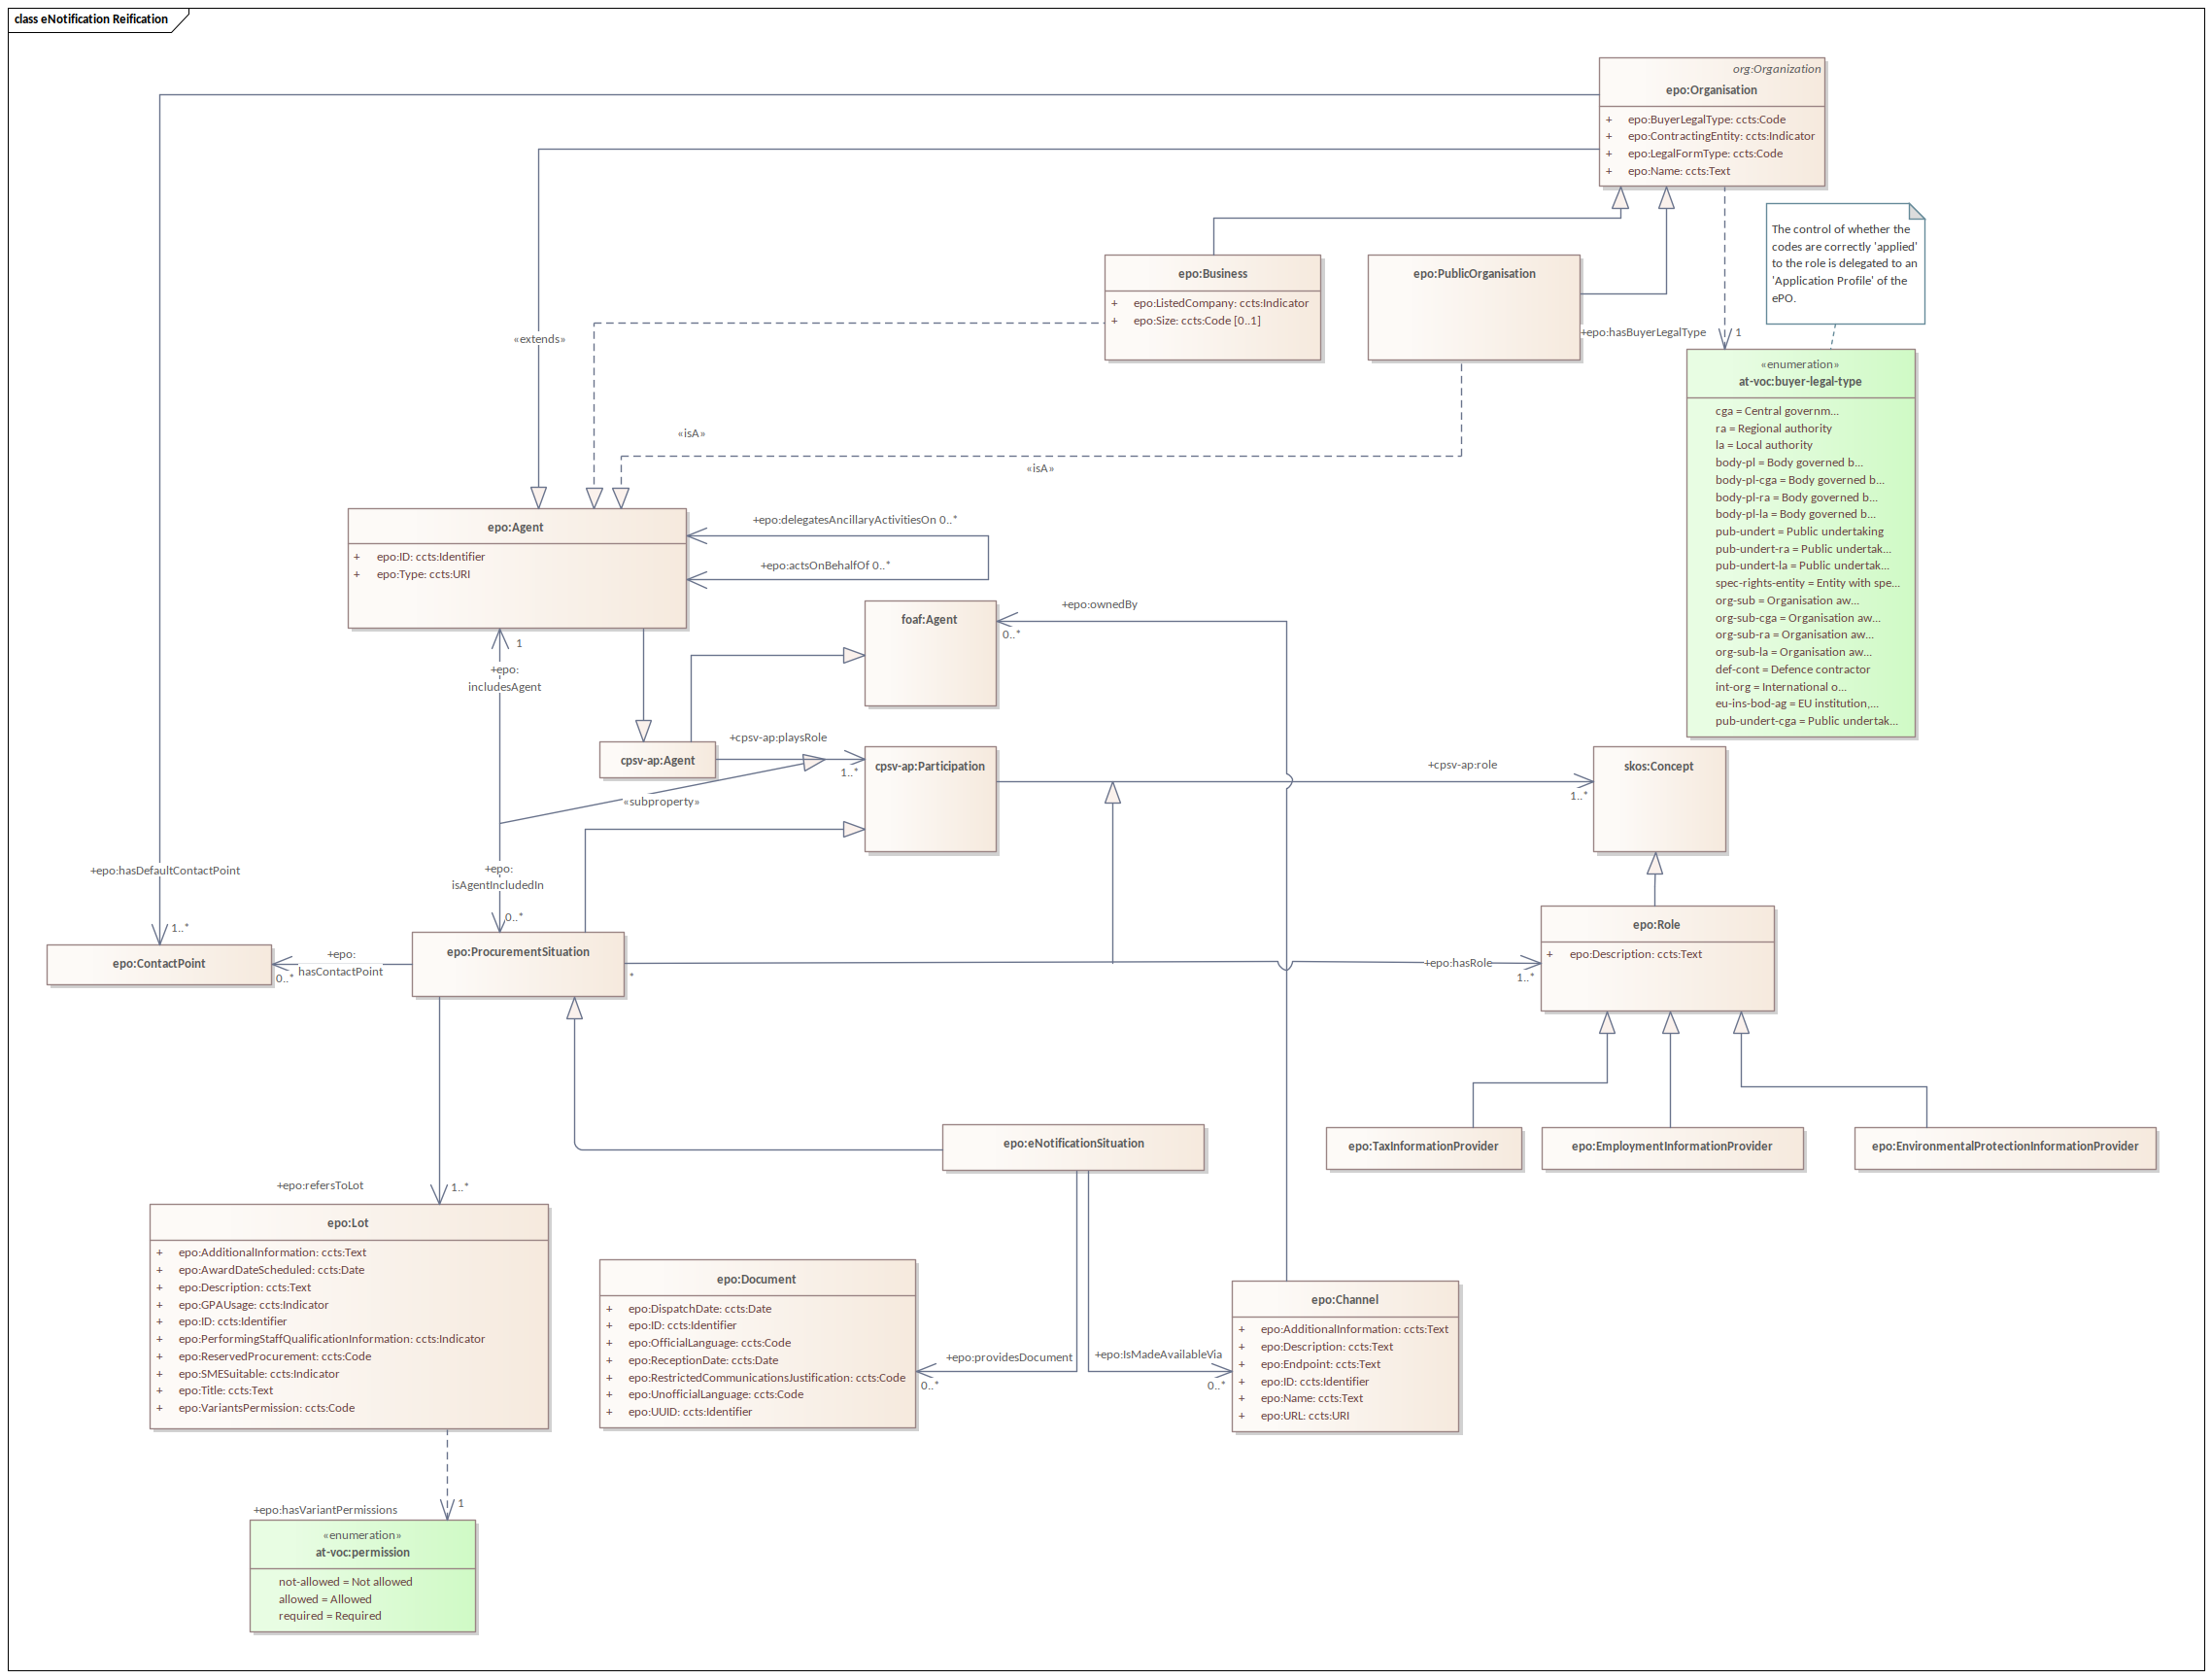 class eNotification Reification
org:Organization
epo:Organisation
+ epo:BuyerLegalType: ccts:Code
+ epo:ContractingEntity: ccts:Indicator
+ epo:LegalFormType: ccts:Code
+ epo:Name: ccts:Text
The control of whether the
codes are correctly 'applied'
to the role is delegated to an
'Application Profile' of the
ePO.
epo:Business
+ epo:ListedCompany: ccts:Indicator
+ epo:Size: ccts:Code [0..1]
epo:PublicOrganisation
+epo:hasBuyerLegalType
1
«extends»
«enumeration»
at-voc:buyer-legal-type
cga = Central governm...
ra = Regional authority
la = Local authority
body-pl = Body governed b...
body-pl-cga = Body governed b...
body-pl-ra = Body governed b...
body-pl-la = Body governed b...
pub-undert = Public undertaking
pub-undert-ra = Public undertak...
pub-undert-la = Public undertak...
spec-rights-entity = Entity with spe...
org-sub = Organisation aw...
org-sub-cga = Organisation aw...
org-sub-ra = Organisation aw...
org-sub-la = Organisation aw...
def-cont = Defence contractor
int-org = International o...
eu-ins-bod-ag = EU institution,...
pub-undert-cga = Public undertak...
«isA»
«isA»
epo:Agent
+ epo:ID: ccts:Identifier
+ epo:Type: ccts:URI
+epo:delegatesAncillaryActivitiesOn 0..*
+epo:actsOnBehalfOf 0..*
foaf:Agent
+epo:ownedBy
0..*
1
+epo:
includesAgent
cpsv-ap:Agent
+cpsv-ap:playsRole
1..*
«subproperty»
cpsv-ap:Participation
+cpsv-ap:role
1..*
skos:Concept
+epo:hasDefaultContactPoint
1..*
+epo:
isAgentIncludedIn
0..*
epo:ContactPoint
+epo:
hasContactPoint
0..*
epo:ProcurementSituation
*
+epo:hasRole
1..*
epo:Role
+ epo:Description: ccts:Text
epo:eNotificationSituation
epo:TaxInformationProvider
epo:EmploymentInformationProvider
epo:EnvironmentalProtectionInformationProvider
+epo:refersToLot
1..*
epo:Lot
+ epo:AdditionalInformation: ccts:Text
+ epo:AwardDateScheduled: ccts:Date
+ epo:Description: ccts:Text
+ epo:GPAUsage: ccts:Indicator
+ epo:ID: ccts:Identifier
+ epo:PerformingStaffQualificationInformation: ccts:Indicator
+ epo:ReservedProcurement: ccts:Code
+ epo:SMESuitable: ccts:Indicator
+ epo:Title: ccts:Text
+ epo:VariantsPermission: ccts:Code
epo:Document
+ epo:DispatchDate: ccts:Date
+ epo:ID: ccts:Identifier
+ epo:OfficialLanguage: ccts:Code
+ epo:ReceptionDate: ccts:Date
+ epo:RestrictedCommunicationsJustification: ccts:Code
+ epo:UnofficialLanguage: ccts:Code
+ epo:UUID: ccts:Identifier
+epo:providesDocument
0..*
+epo:IsMadeAvailableVia
0..*
epo:Channel
+ epo:AdditionalInformation: ccts:Text
+ epo:Description: ccts:Text
+ epo:Endpoint: ccts:Text
+ epo:ID: ccts:Identifier
+ epo:Name: ccts:Text
+ epo:URL: ccts:URI
+epo:hasVariantPermissions
1
«enumeration»
at-voc:permission
not-allowed = Not allowed
allowed = Allowed
required = Required